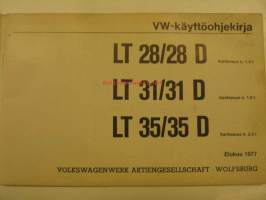 VW-käyttöohjekirja
LT 28/28 D
LT 31/31 D
LT 35/35 D
Elokuu 1977
VOLKSWAGENWERK AKTIENGESELLSCHAFT · WOLFSBURG